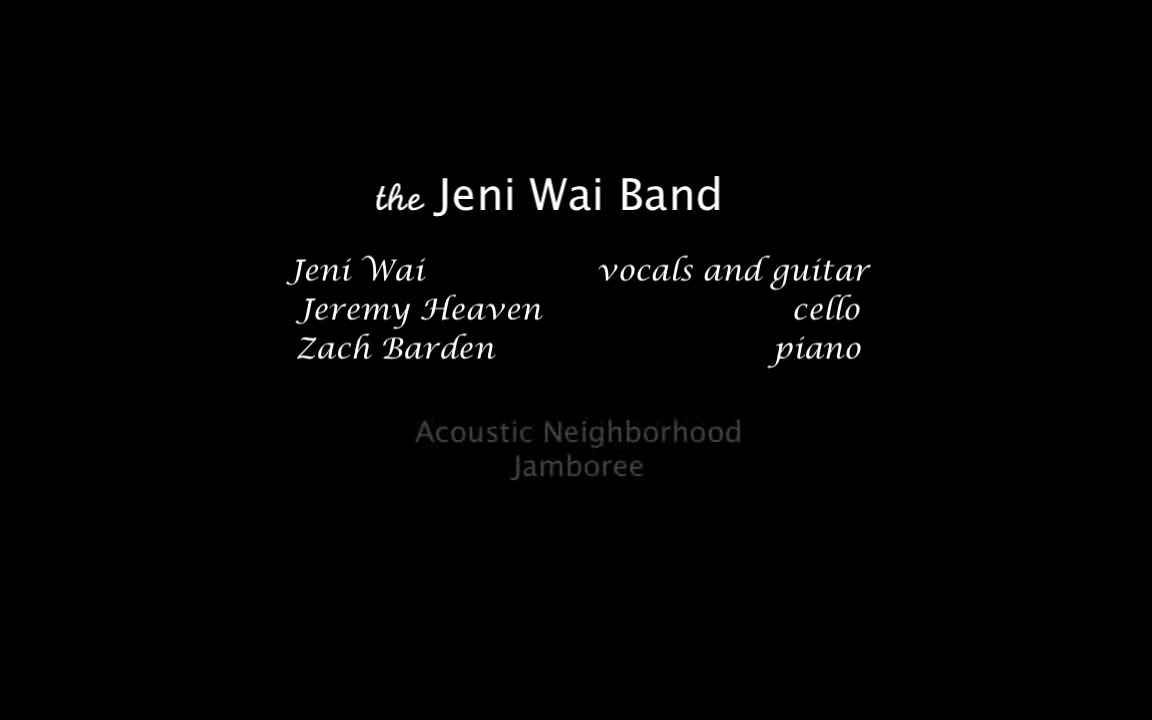 the Jeni Wai Band
Jeni Wai vocals and guitar
Jeremy Heaven cello
Zach Barden piano
Acoustic Neighborhood
Jamboree